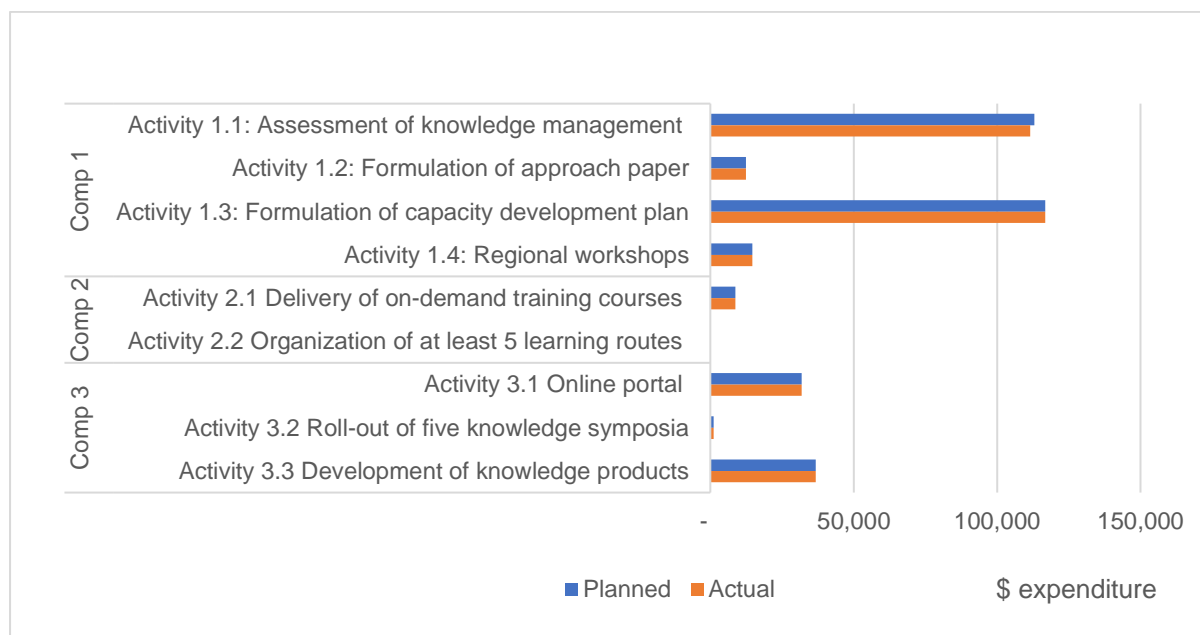 Comp 1
Activity 1.1: Assessment of knowledge management
Activity 1.2: Formulation of approach paper
Activity 1.3: Formulation of capacity development plan
Activity 1.4: Regional workshops
Comp 2
Activity 2.1 Delivery of on-demand training courses
Activity 2.2 Organization of at least 5 learning routes
Comp 3
Activity 3.1 Online portal
Activity 3.2 Roll-out of five knowledge symposia
Activity 3.3 Development of knowledge products
- 50,000 100,000 150,000
Planned Actual $ expenditure